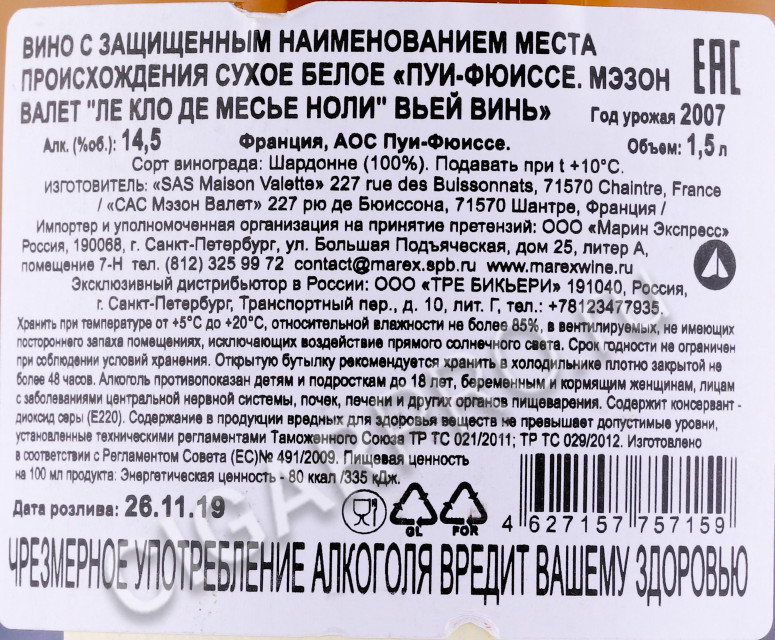 ВИНО С ЗАЩИЩЕННЫМ НАИМЕНОВАНИЕМ МЕСТА
ПРОИСХОЖДЕНИЯ СУХОЕ БЕЛОЕ «ПУИ-ФЮИССЕ. МЭЗОН
ВАЛЕТ "ЛЕ КЛО ДЕ МЕСЬЕ НОЛИ" ВЬЕЙ ВИНЬ» Год урожая 2007
EAC
Алк. (%об.): 14,5 Франция, АОС Пуи-Фюиссе. Объем: 1,5 л
Сорт винограда: Шардонне (100%). Подавать при t +10°С.
изготовитель: «SAS Maison Valette» 227 rue des Buissonnats, 71570 Chaintre, France
/ «САС Мэзон Валет» 227 рю де Бюиссона, 71570 Шантре, Франция /
Импортер и уполномоченная организация на принятие претензий: ООО «Марин Экспресс»
Россия, 190068, г. Санкт-Петербург, ул. Большая Подъяческая, дом 25, литер А,
помещение 7-Н тел. (812) 325 99 72 contact@marex.spb.ru www.marexwine.ru
Эксклюзивный дистрибьютор в России: ООО «ТРЕ БИКЬЕРИ» 191040, Россия,
г. Санкт-Петербург, Транспортный пер., д. 10, лит. Г, тел.: +78123477935.
Хранить при температуре от +5°С до +20°С, относительной влажности не более 85%, в вентилируемых, не имеющих
постороннего запаха помещениях, исключающих воздействие прямого солнечного света. Срок годности не ограничен
при соблюдении условий хранения. Открытую бутылку рекомендуется хранить в холодильнике плотно закрытой не
более 48 часов. Алкоголь противопоказан детям и подросткам до 18 лет, беременным и кормящим женщинам, лицам
с заболеваниями центральной нервной системы, почек, печени и других органов пищеварения. Содержит консервант -
диоксид серы (Е220). Содержание в продукции вредных для здоровья веществ не превышает допустимые уровни,
установленные техническими регламентами Таможенного Союза ТР ТС 021/2011; ТР ТС 029/2012. Изготовлено
в соответствии с Регламентом Совета (ЕС)№ 491/2009. Пищевая ценность
на 100 мл продукта: Энергетическая ценность - 80 ккал /335 кДж.
Дата розлива: 26.11.19
GL FOR
4 627157 757159
ЧРЕЗМЕРНОЕ УПОТРЕБЛЕНИЕ АЛКОГОЛЯ ВРЕДИТ ВАШЕМУ ЗДОРОВЬЮ
CIGARPRO.ru